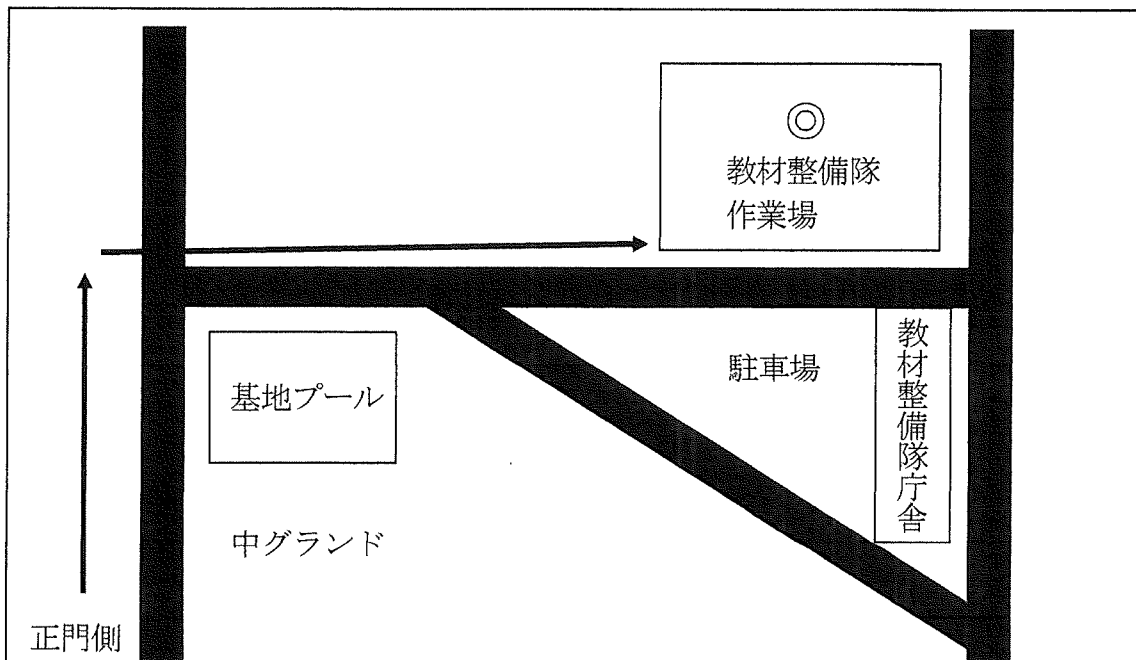 ◎
教材整備隊
作業場
基地プール
駐車場
教材整備隊庁舎
中グランド
正門側